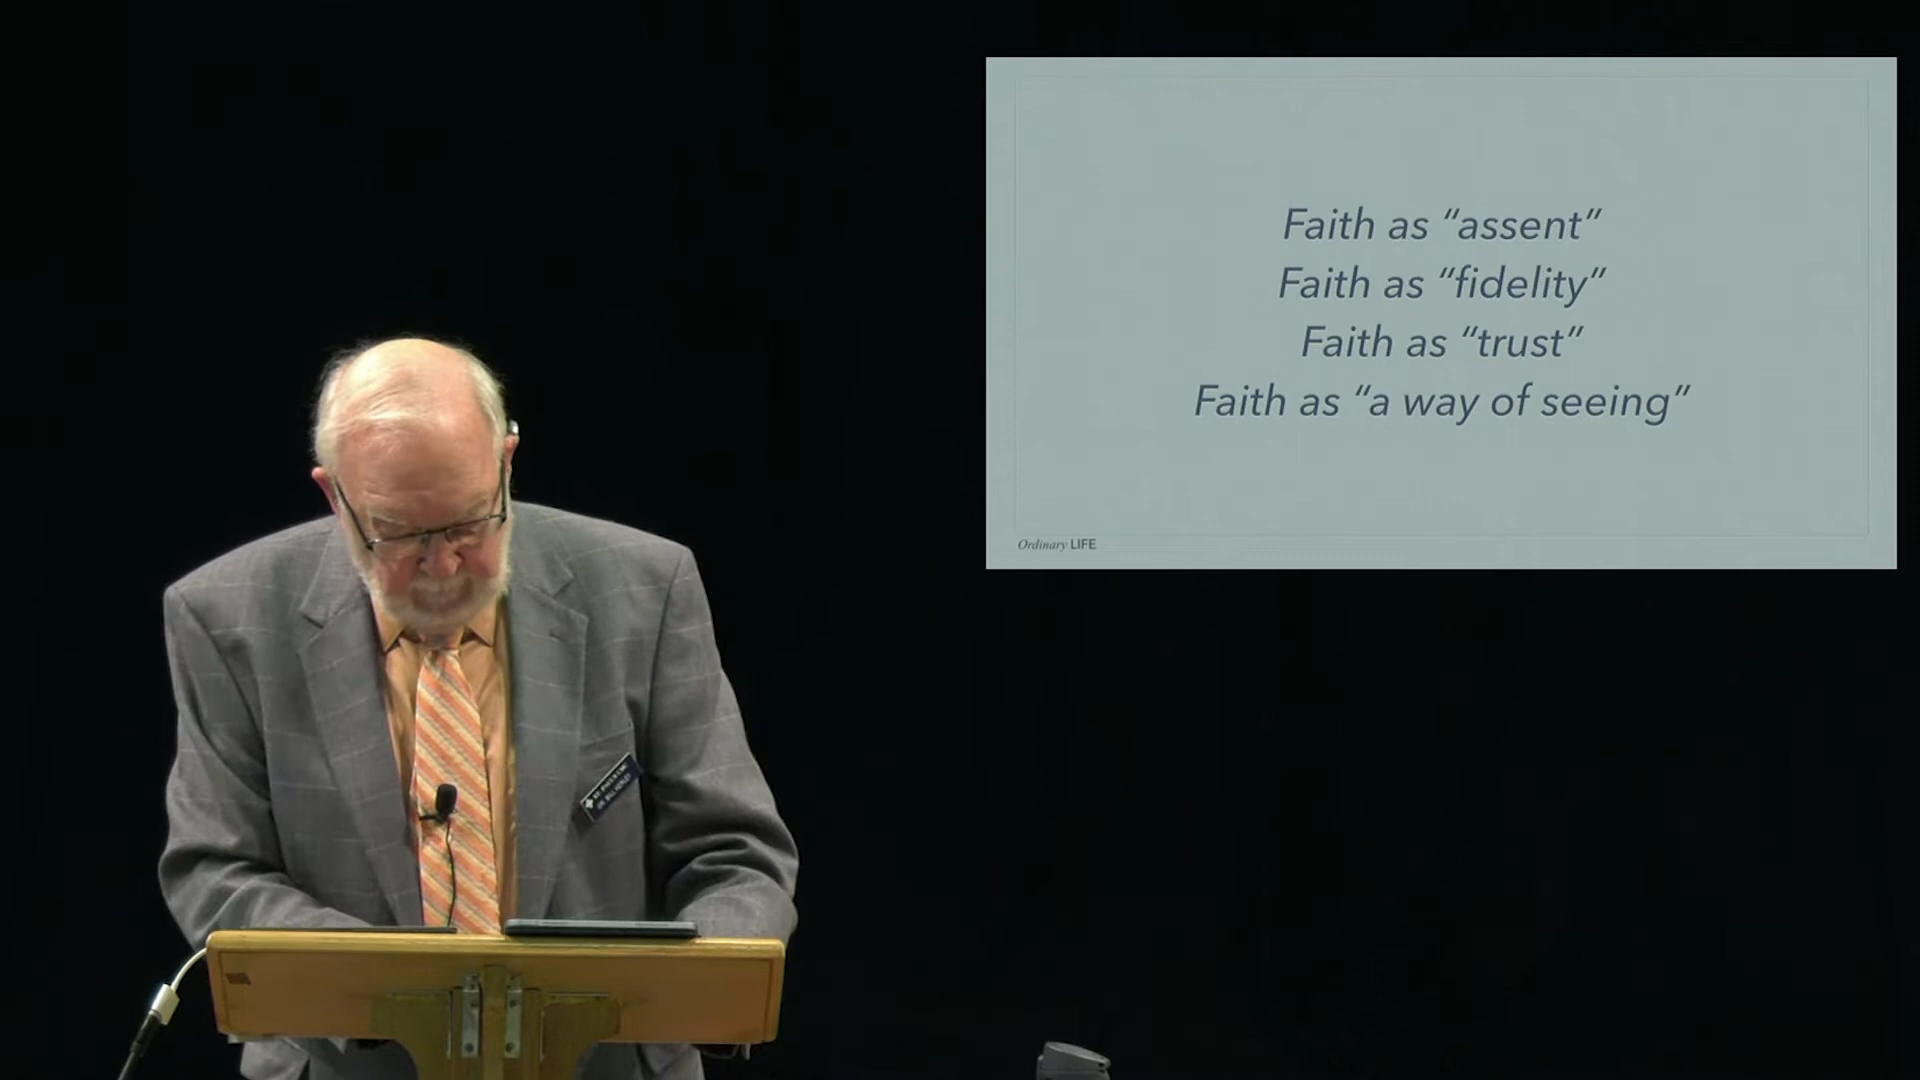 Faith as “assent”
Faith as “fidelity”
Faith as “trust”
Faith as “a way of seeing”
Ordinary LIFE